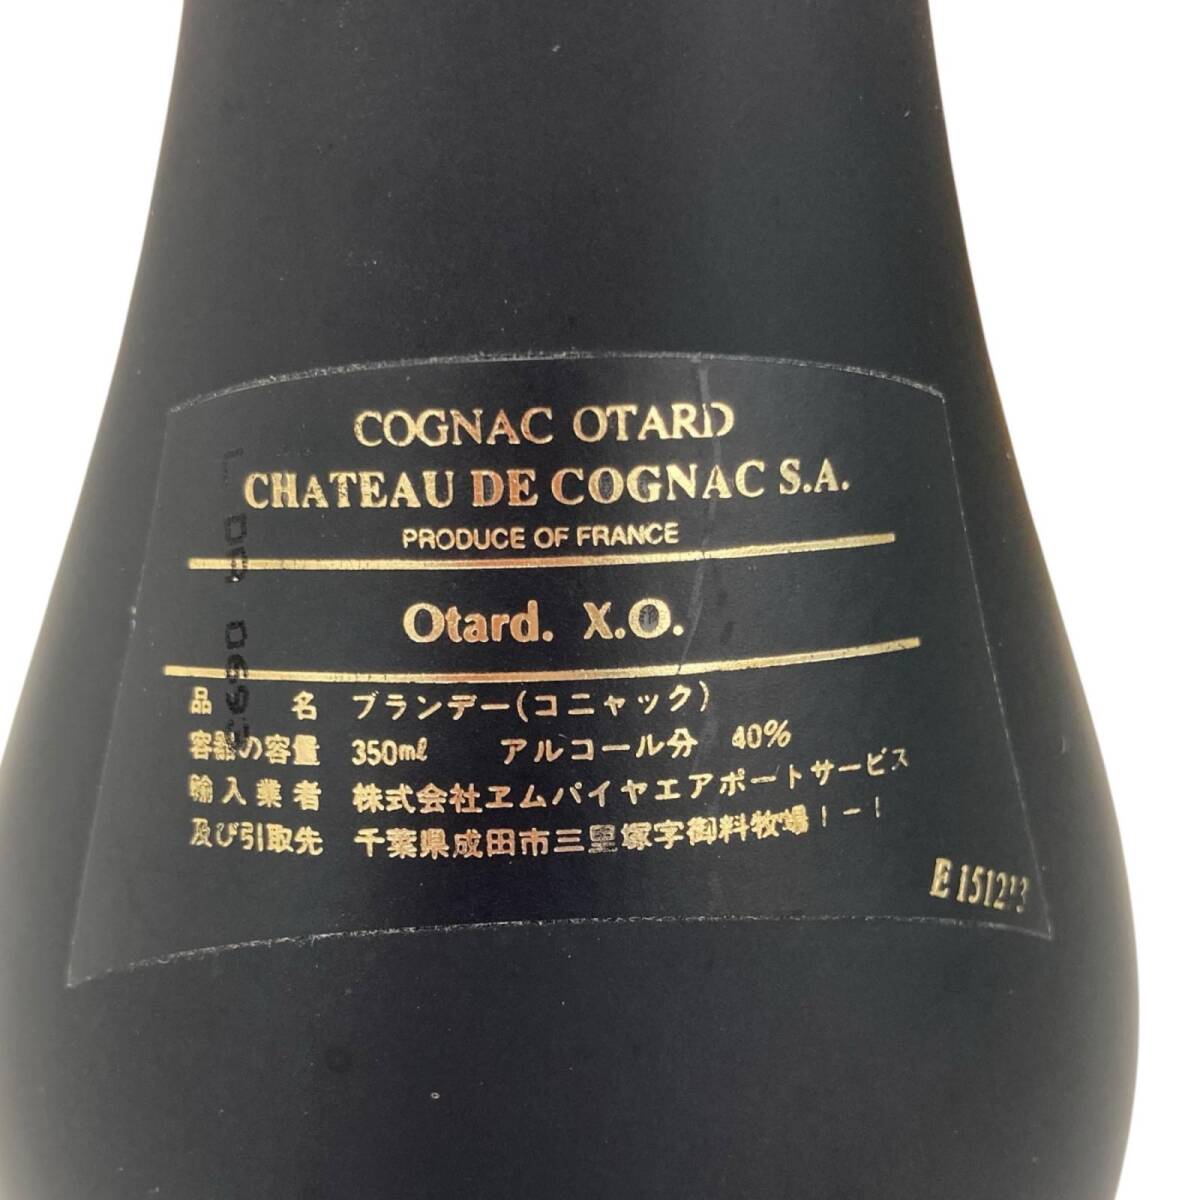 COGNAC OTARD
CHATEAU DE COGNAC S.A.
PRODUCE OF FRANCE
Otard. X.O.
品名 ブランデー(コニャック)
容器の容量 350ml アルコール分 40%
輸入業者 株式会社ヱムパイヤエアポートサービス
及び引取先 千葉県成田市三里塚字御料牧場1-1